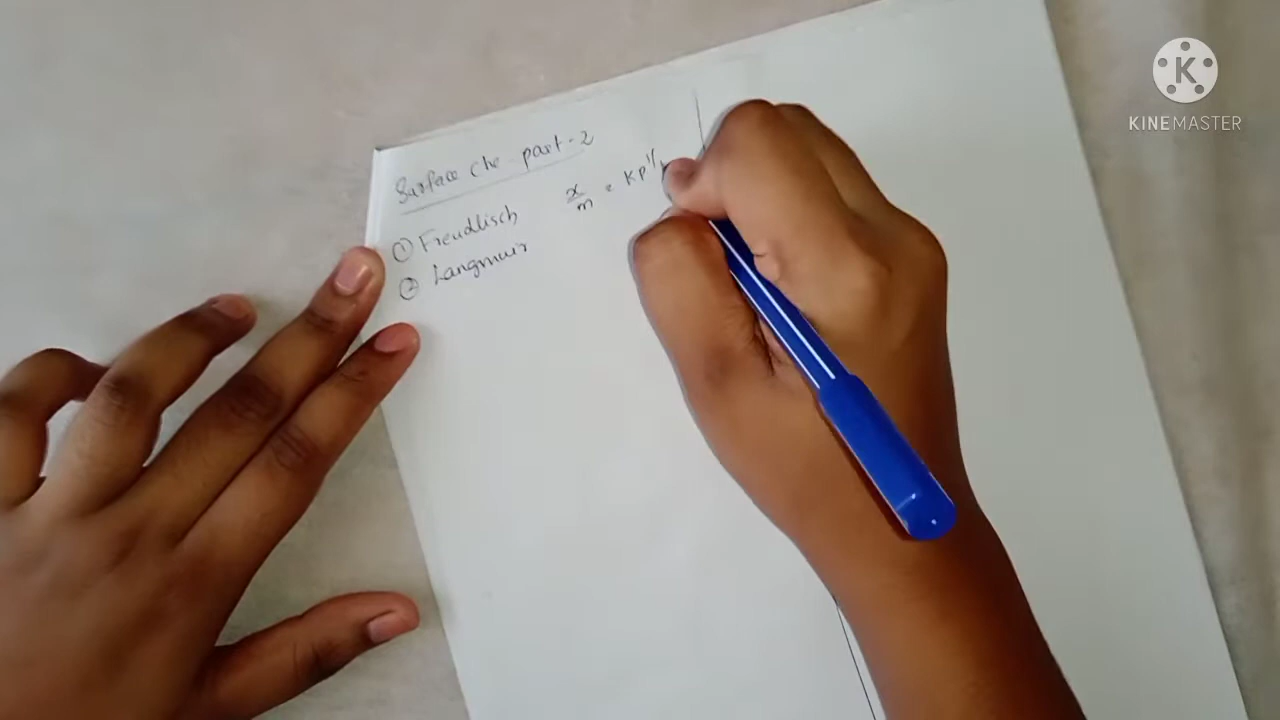 Surface Che part-2
① Freudlisch
② Langmuir
x/m = Kp^1/
K
KINEMASTER